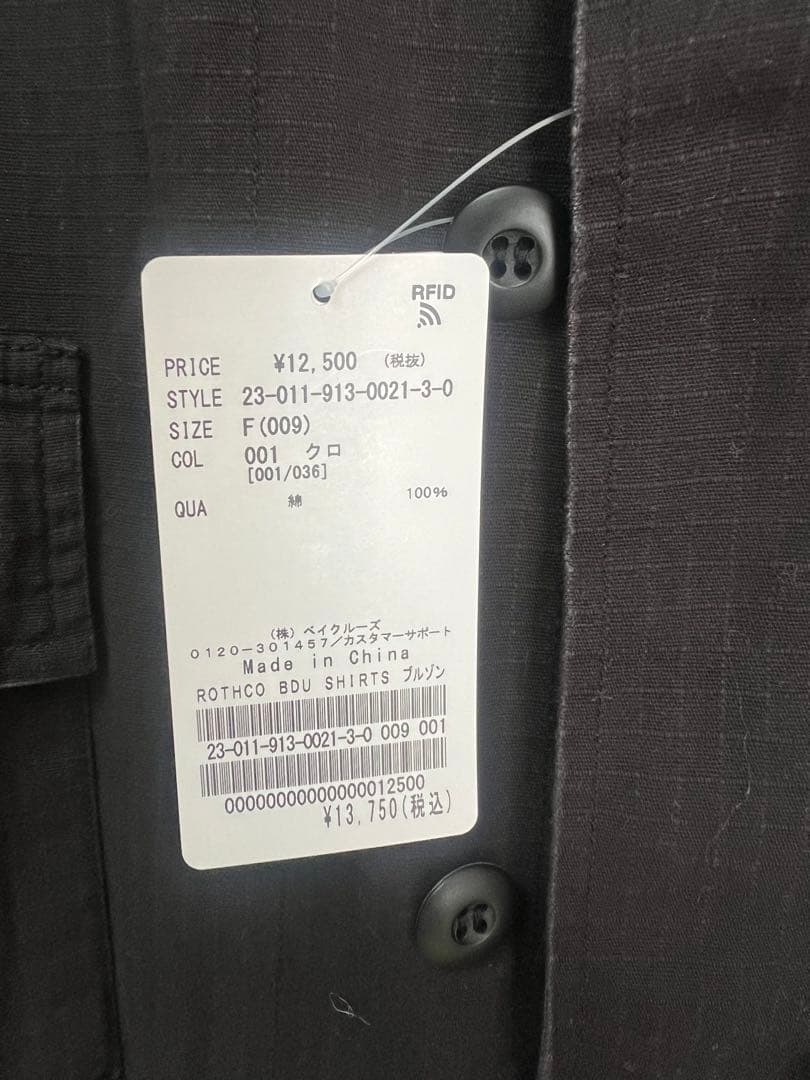 RFID
PRICE ¥12,500 (税抜)
STYLE 23-011-913-0021-3-0
SIZE F(009)
COL 001 クロ
[001/036]
QUA 綿 100%
(株) ベイクルーズ
0120-301457/カスタマーサポート
Made in China
ROTHCO BDU SHIRTS ブルゾン
23-011-913-0021-3-0 009 001
00000000000000012500
¥13,750(税込)